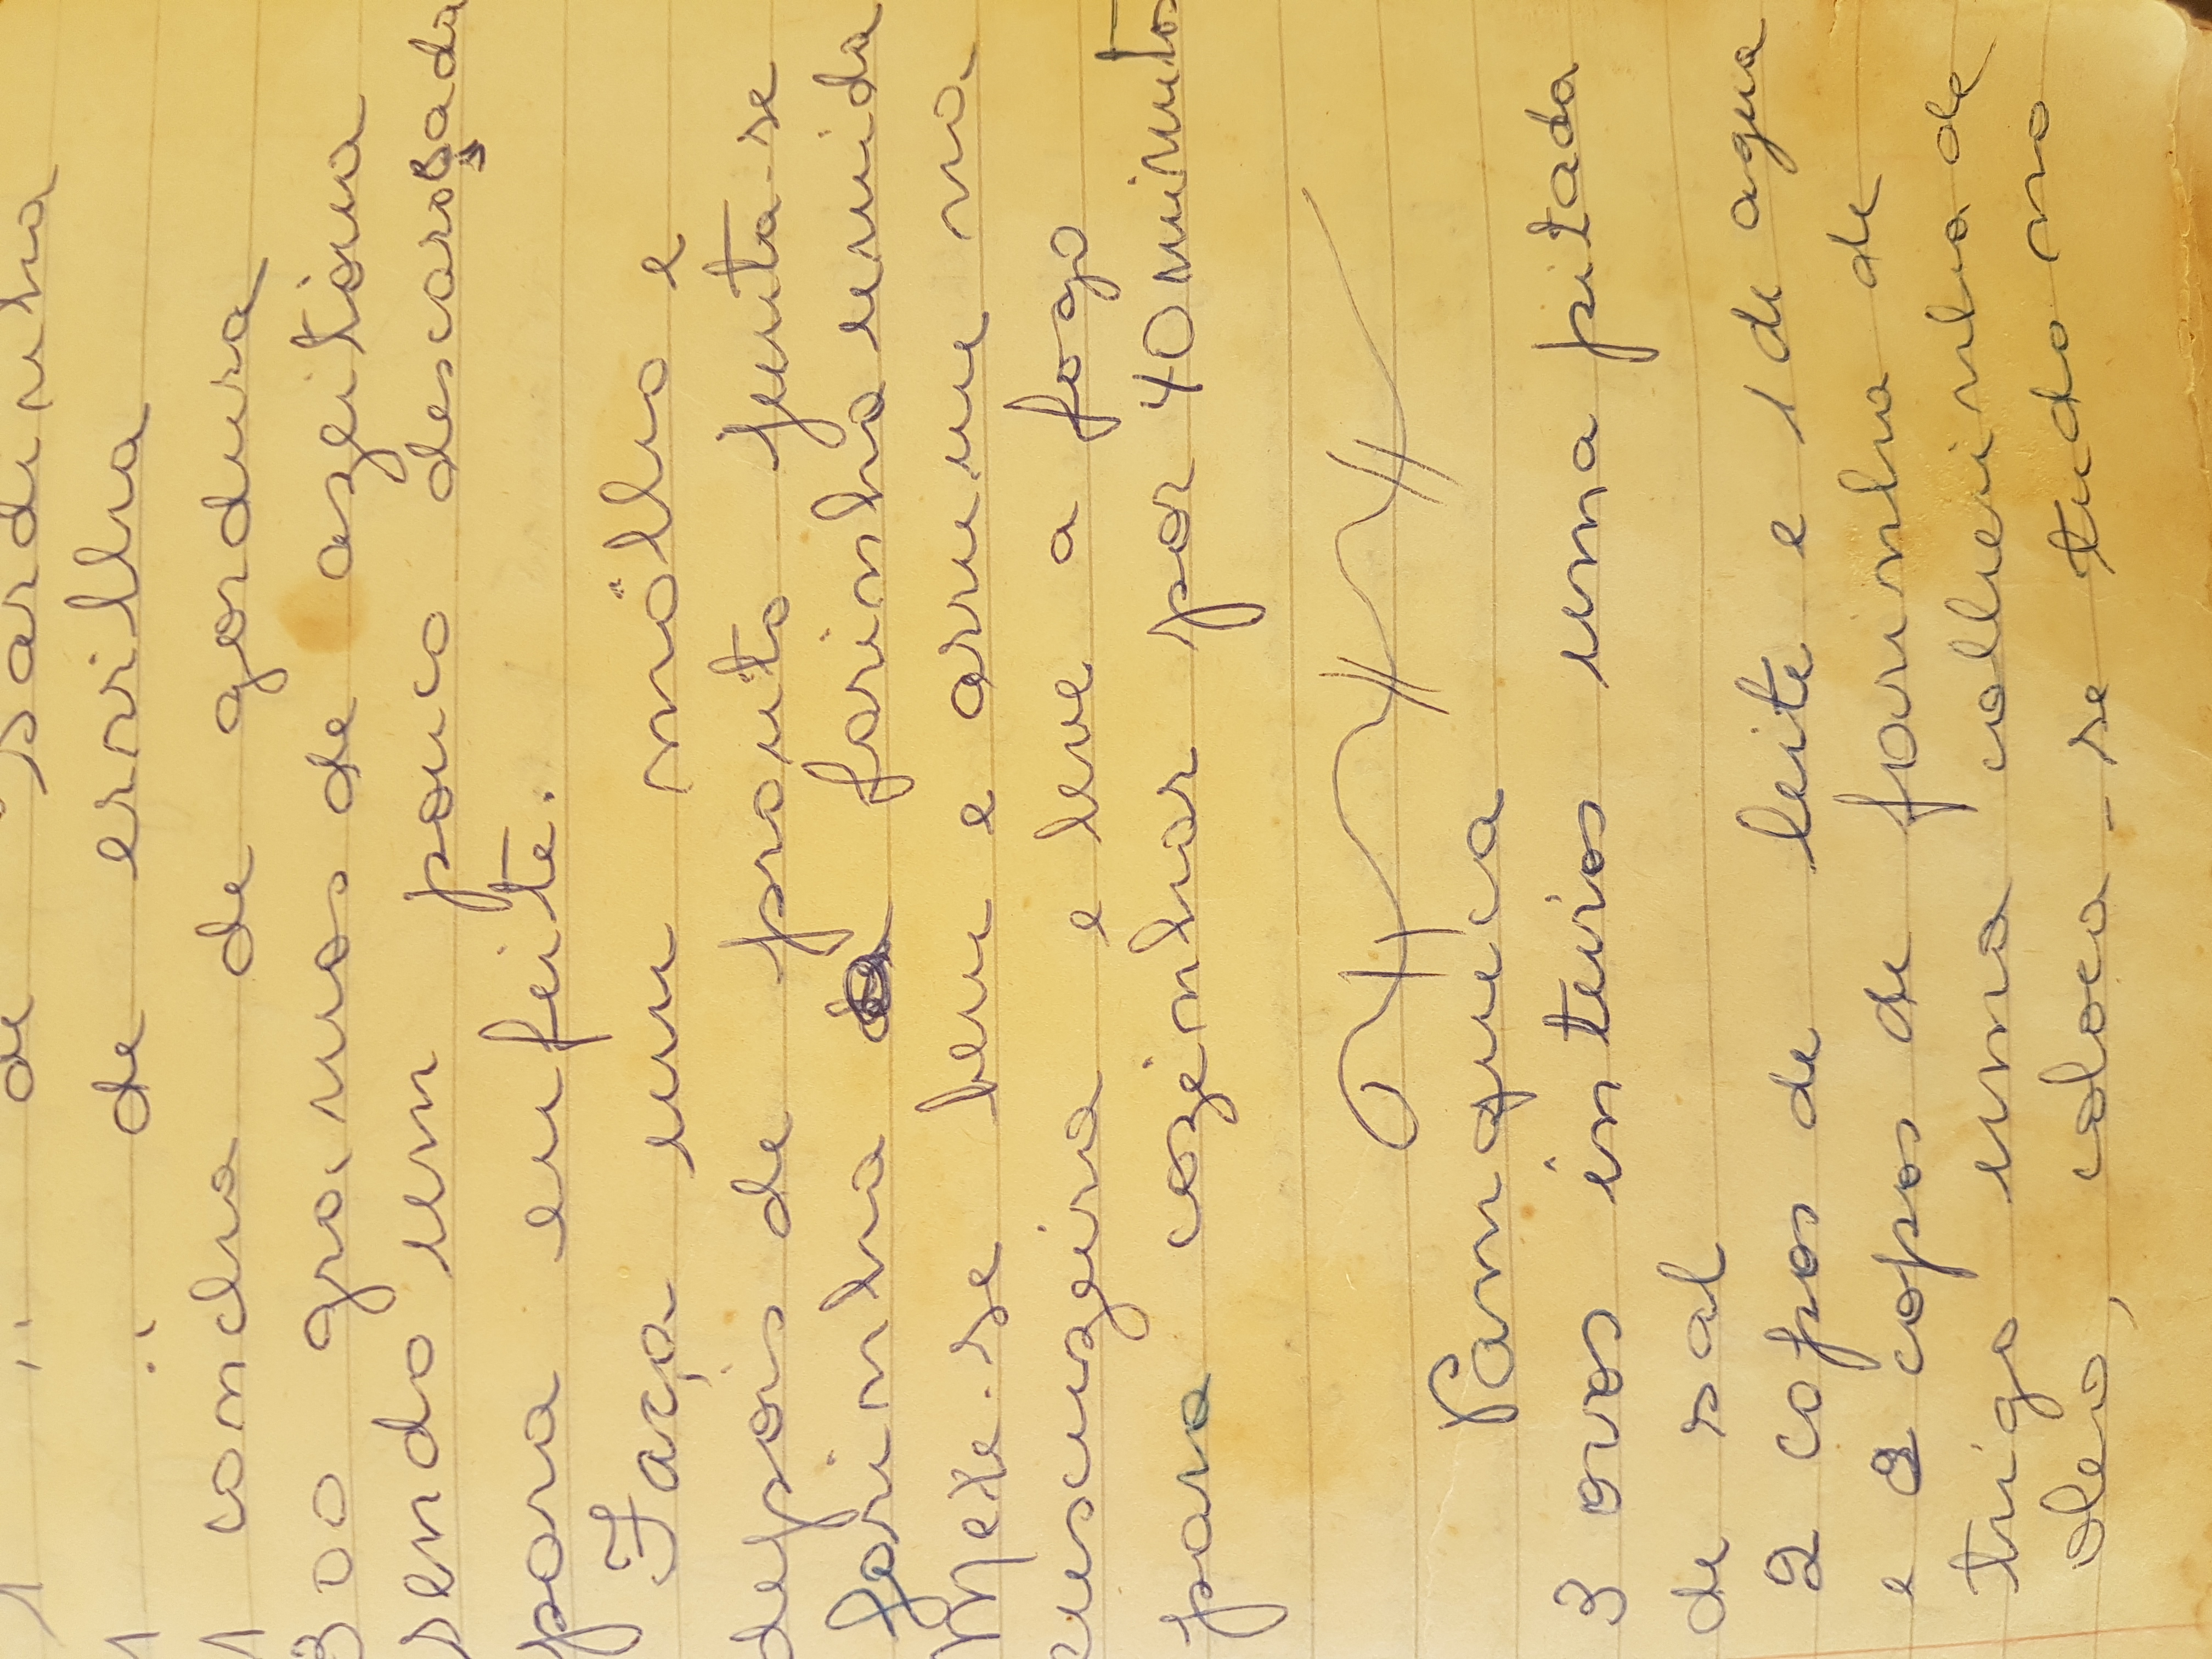 1 " de sardinha
1 " de ervilha
1 concha de gordura
300 gramas de azeitona
sendo um pouco descaroçada
para enfeite.
Faça um môlho e
depois de pronto junta-se
farinha farinha umida
Mexe-se bem e arrume na
cuscuzeira e leve a fogo
para cozinhar por 40 minutos
Pamqueca
3 ovos inteiros uma pitada
de sal
2 copos de leite e 1 de agua
e 2 copos de farinha de
trigo uma colherinha de
oleo, coloca-se tudo no